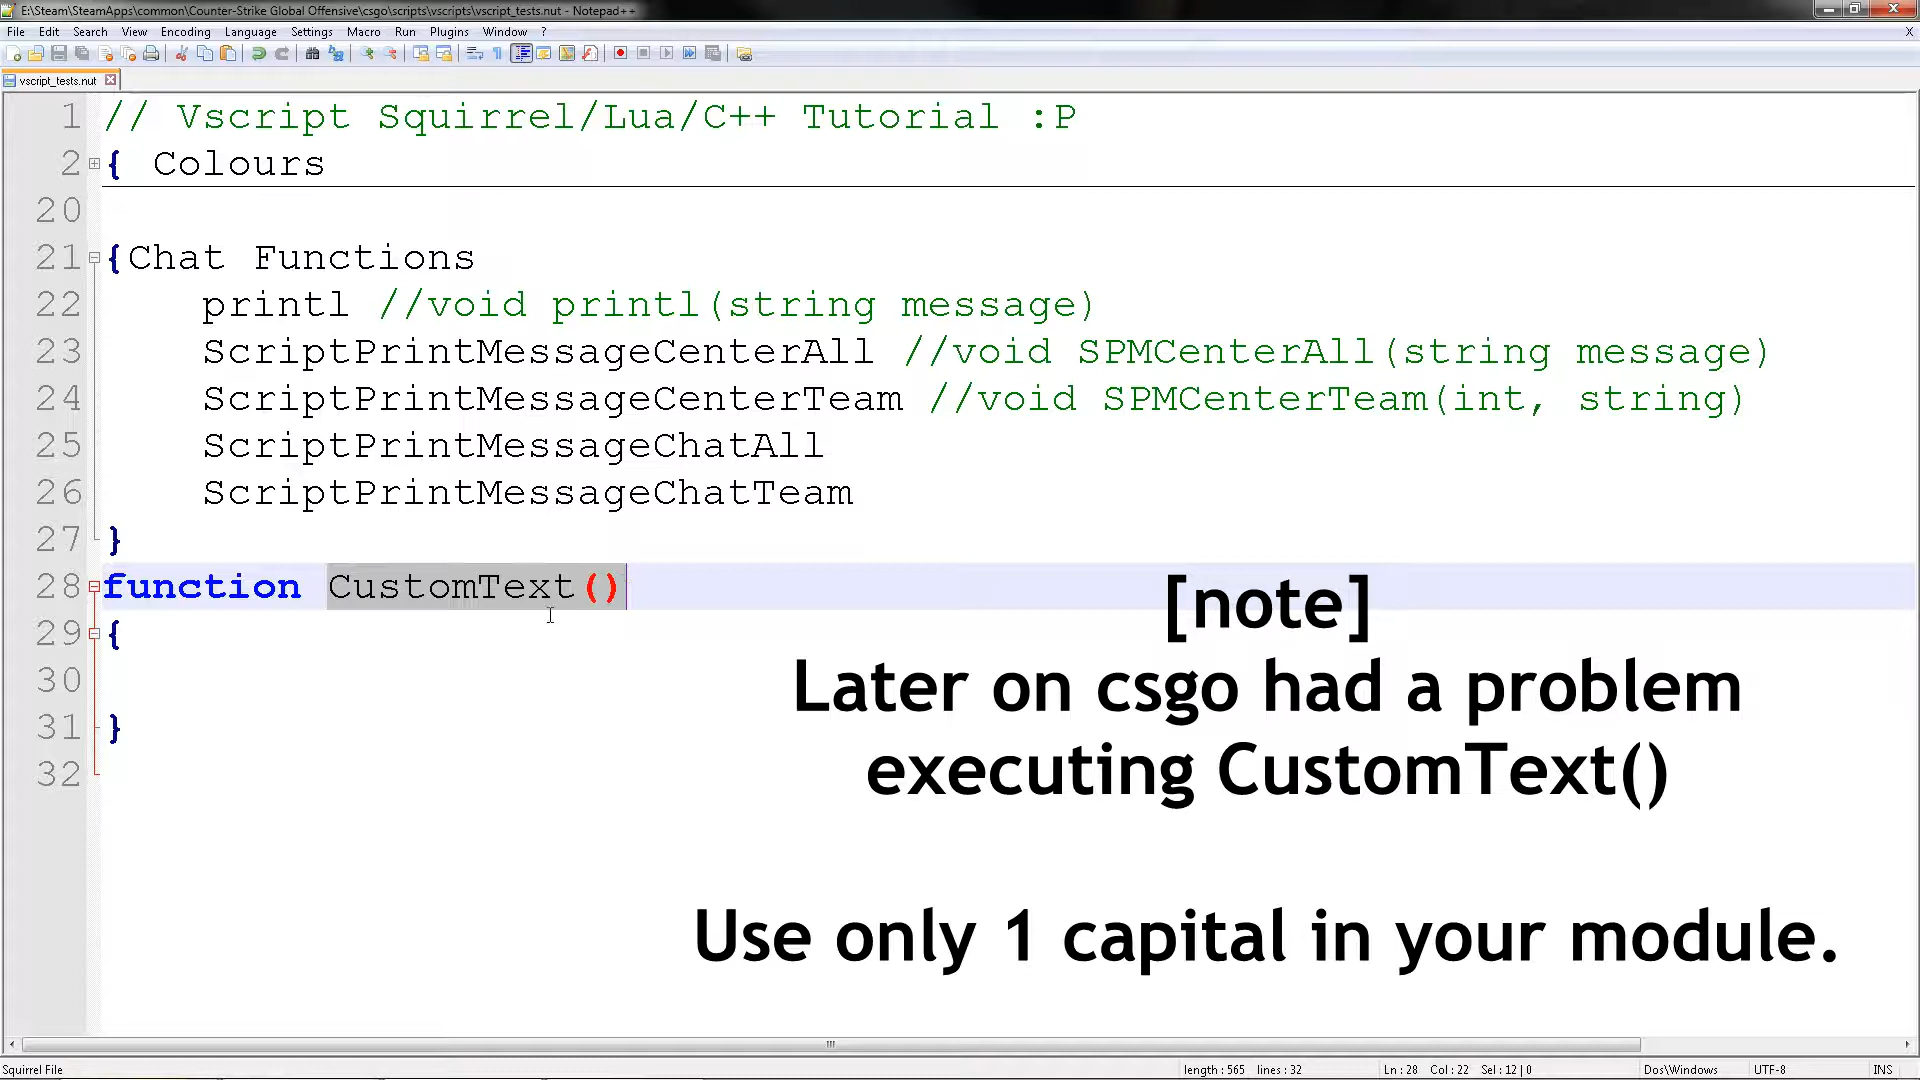 E:\Steam\SteamApps\common\Counter-Strike Global Offensive\csgo\scripts\vscripts\vscript_tests.nut - Notepad++
File Edit Search View Encoding Language Settings Macro Run Plugins Window ? X
vscript_tests.nut
1 // Vscript Squirrel/Lua/C++ Tutorial :P
2 { Colours
20
21 {Chat Functions
22 printl //void printl(string message)
23 ScriptPrintMessageCenterAll //void SPMCenterAll(string message)
24 ScriptPrintMessageCenterTeam //void SPMCenterTeam(int, string)
25 ScriptPrintMessageChatAll
26 ScriptPrintMessageChatTeam
27 }
28 function CustomText()
29 {
30
31 }
32
[note]
Later on csgo had a problem
executing CustomText()
Use only 1 capital in your module.
Squirrel File length : 565 lines : 32 Ln : 28 Col : 22 Sel : 12 | 0 Dos\Windows UTF-8 INS